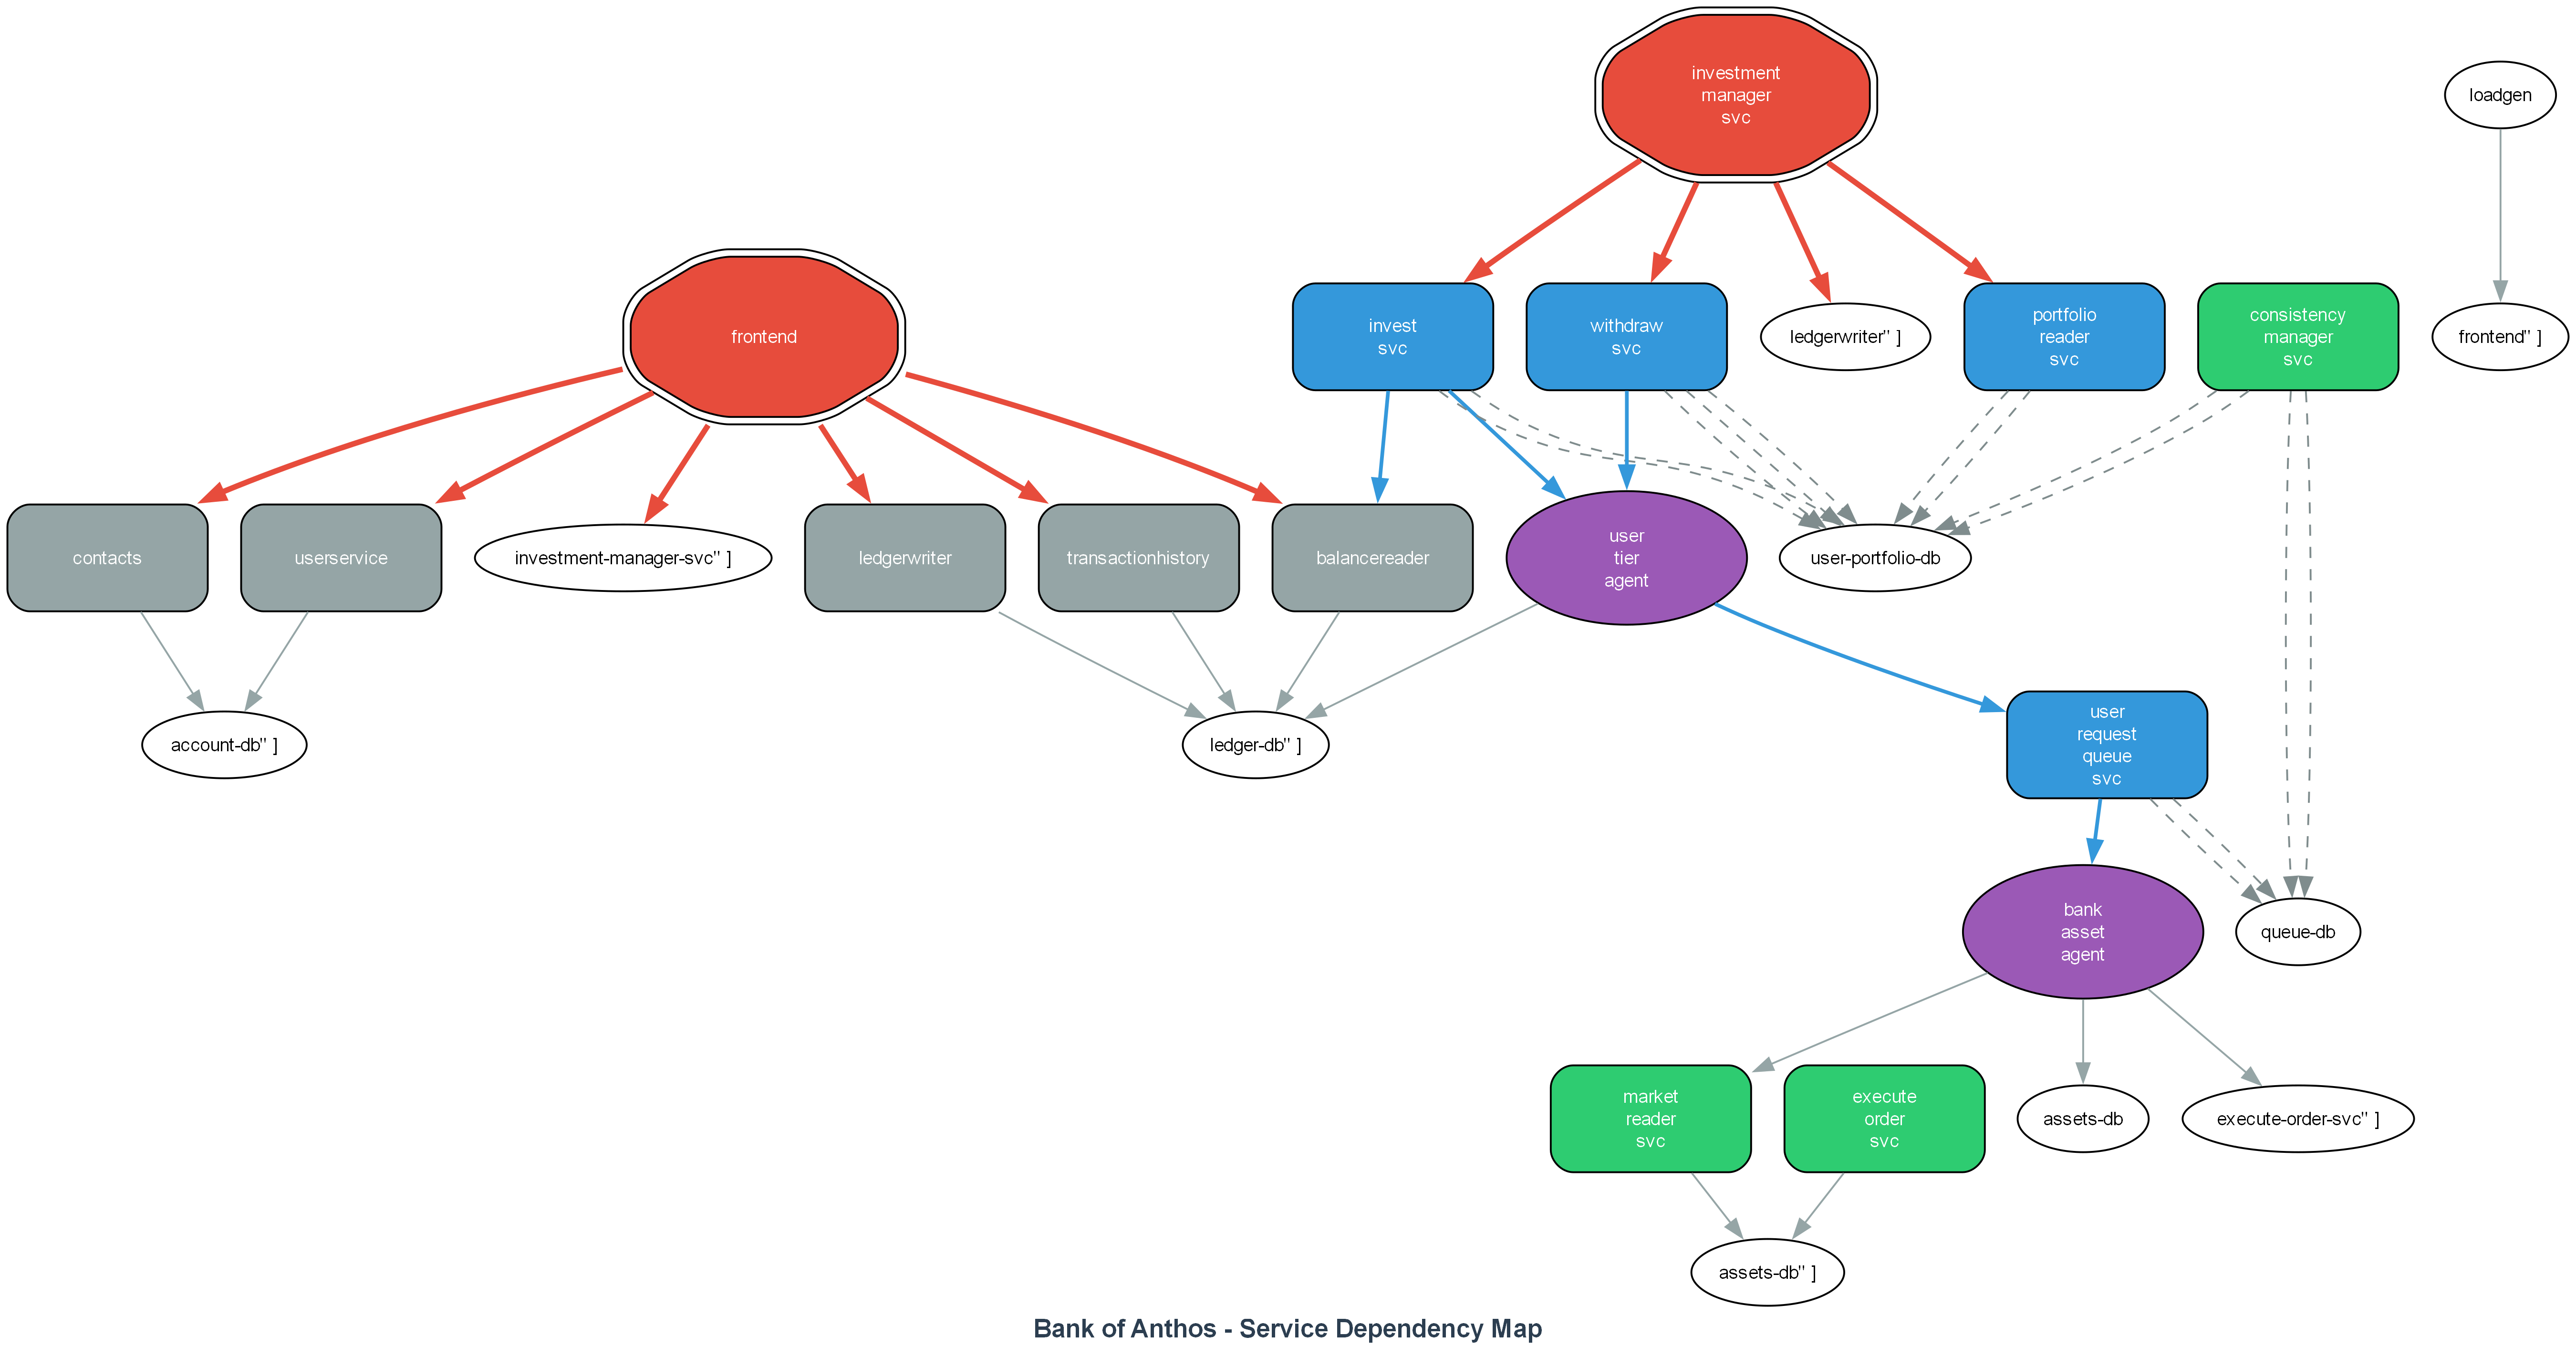 investment
manager
svc
loadgen
frontend
invest
svc
withdraw
svc
ledgerwriter" ]
portfolio
reader
svc
consistency
manager
svc
frontend" ]
contacts
userservice
investment-manager-svc" ]
ledgerwriter
transactionhistory
balancereader
user
tier
agent
user-portfolio-db
account-db" ]
ledger-db" ]
user
request
queue
svc
bank
asset
agent
queue-db
market
reader
svc
execute
order
svc
assets-db
execute-order-svc" ]
assets-db" ]
Bank of Anthos - Service Dependency Map